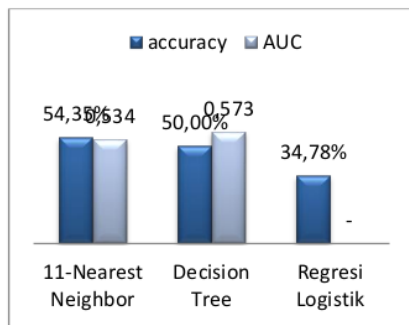 accuracy AUC
54,35% 0,534
50,00% 0,573
34,78% -
11-Nearest Neighbor
Decision Tree
Regresi Logistik